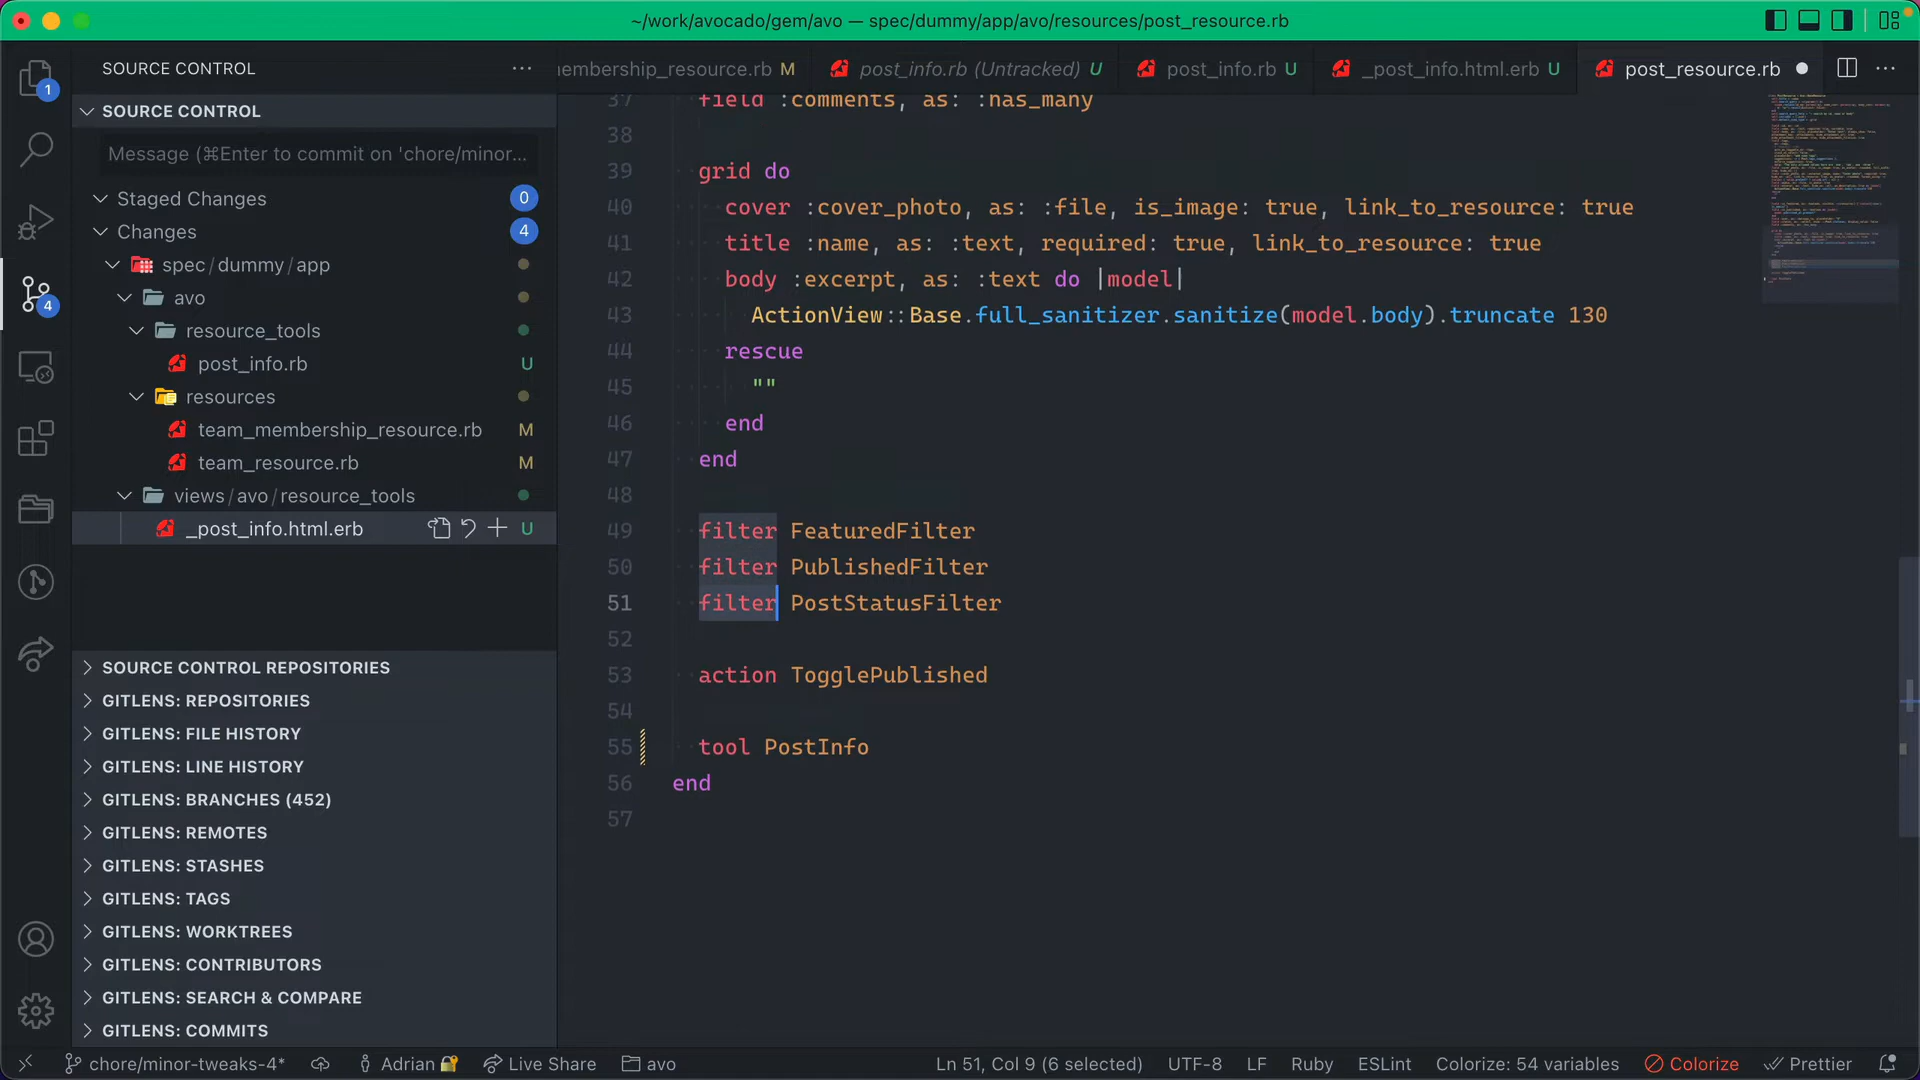 ~/work/avocado/gem/avo — spec/dummy/app/avo/resources/post_resource.rb
SOURCE CONTROL
embership_resource.rb M
post_info.rb (Untracked) U
post_info.rb U
_post_info.html.erb U
post_resource.rb
1
SOURCE CONTROL
Message (⌘Enter to commit on 'chore/minor...
Staged Changes 0
Changes 4
spec/dummy/app
avo
4
resource_tools
post_info.rb U
resources
team_membership_resource.rb M
team_resource.rb M
views/avo/resource_tools
_post_info.html.erb U
SOURCE CONTROL REPOSITORIES
GITLENS: REPOSITORIES
GITLENS: FILE HISTORY
GITLENS: LINE HISTORY
GITLENS: BRANCHES (452)
GITLENS: REMOTES
GITLENS: STASHES
GITLENS: TAGS
GITLENS: WORKTREES
GITLENS: CONTRIBUTORS
GITLENS: SEARCH & COMPARE
GITLENS: COMMITS
37 field :comments, as: :has_many
38
39 grid do
40 cover :cover_photo, as: :file, is_image: true, link_to_resource: true
41 title :name, as: :text, required: true, link_to_resource: true
42 body :excerpt, as: :text do |model|
43 ActionView::Base.full_sanitizer.sanitize(model.body).truncate 130
44 rescue
45 ""
46 end
47 end
48
49 filter FeaturedFilter
50 filter PublishedFilter
51 filter PostStatusFilter
52
53 action TogglePublished
54
55 tool PostInfo
56 end
57
chore/minor-tweaks-4* Adrian Live Share avo Ln 51, Col 9 (6 selected) UTF-8 LF Ruby ESLint Colorize: 54 variables Colorize Prettier